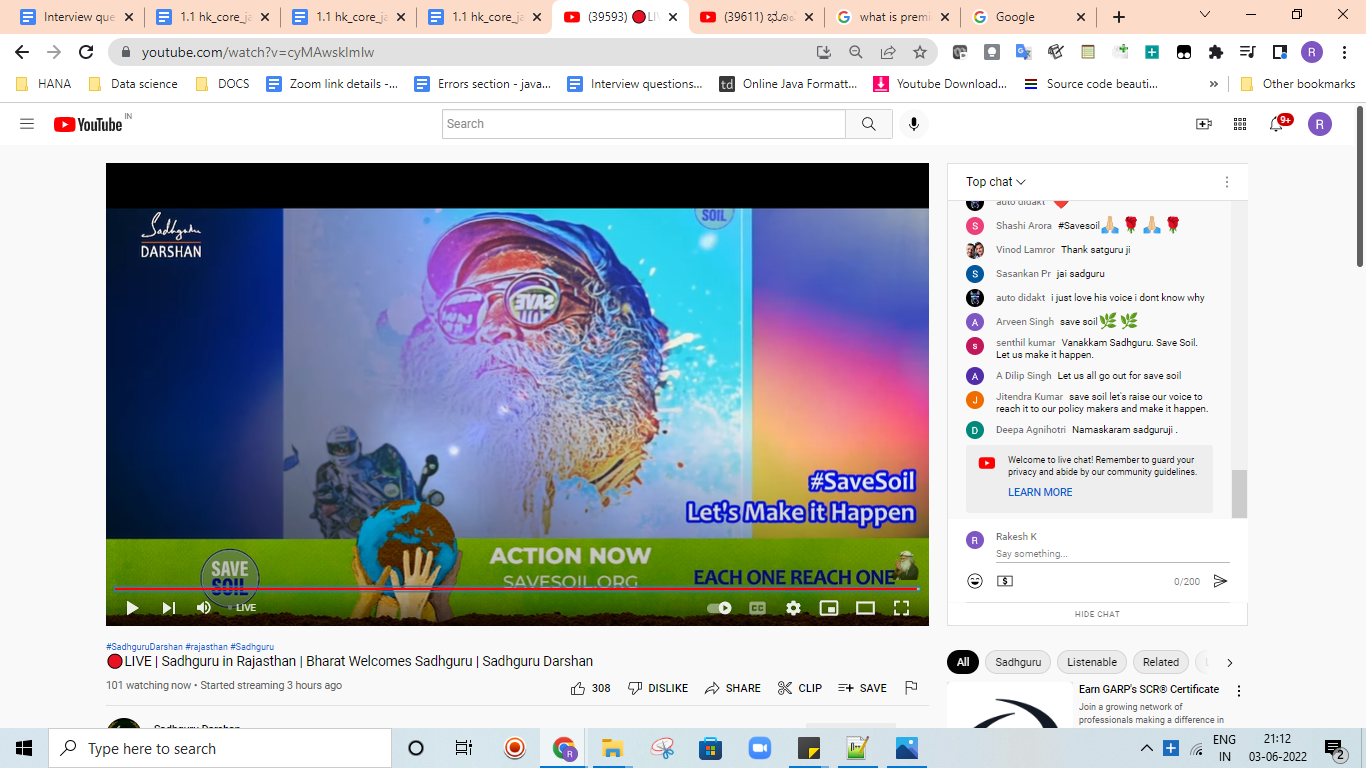 Interview que
1.1 hk_core_ja
1.1 hk_core_ja
1.1 hk_core_ja
(39593) 🔴LI
(39611)
what is premi
Google
youtube.com/watch?v=cyMAwskImIw
R
HANA
Data science
DOCS
Zoom link details -...
Errors section - java...
Interview questions...
td Online Java Formatt...
Youtube Download...
Source code beauti...
»
Other bookmarks
YouTube IN
Search
9+
R
Sadhguru
DARSHAN
SOIL
SAVE
SOIL
#SaveSoil
Let's Make it Happen
SAVE
SOIL
ACTION NOW
SAVESOIL.ORG
EACH ONE REACH ONE
LIVE
CC
Top chat
auto didakt ❤️
S Shashi Arora #Savesoil🙏🌹🙏🌹
Vinod Lamror Thank satguru ji
S Sasankan Pr jai sadguru
auto didakt i just love his voice i dont know why
A Arveen Singh save soil🌿🌿
s senthil kumar Vanakkam Sadhguru. Save Soil.
Let us make it happen.
A A Dilip Singh Let us all go out for save soil
J Jitendra Kumar save soil let's raise our voice to
reach it to our policy makers and make it happen.
D Deepa Agnihotri Namaskaram sadguruji .
Welcome to live chat! Remember to guard your
privacy and abide by our community guidelines.
LEARN MORE
R Rakesh K
Say something...
0/200
HIDE CHAT
#SadhguruDarshan #rajasthan #Sadhguru
🔴LIVE | Sadhguru in Rajasthan | Bharat Welcomes Sadhguru | Sadhguru Darshan
101 watching now • Started streaming 3 hours ago
308
DISLIKE
SHARE
CLIP
SAVE
Sadhguru Darshan
All
Sadhguru
Listenable
Related
Earn GARP's SCR® Certificate
Join a growing network of
professionals making a difference in
Type here to search
R
ENG
IN
21:12
03-06-2022
2